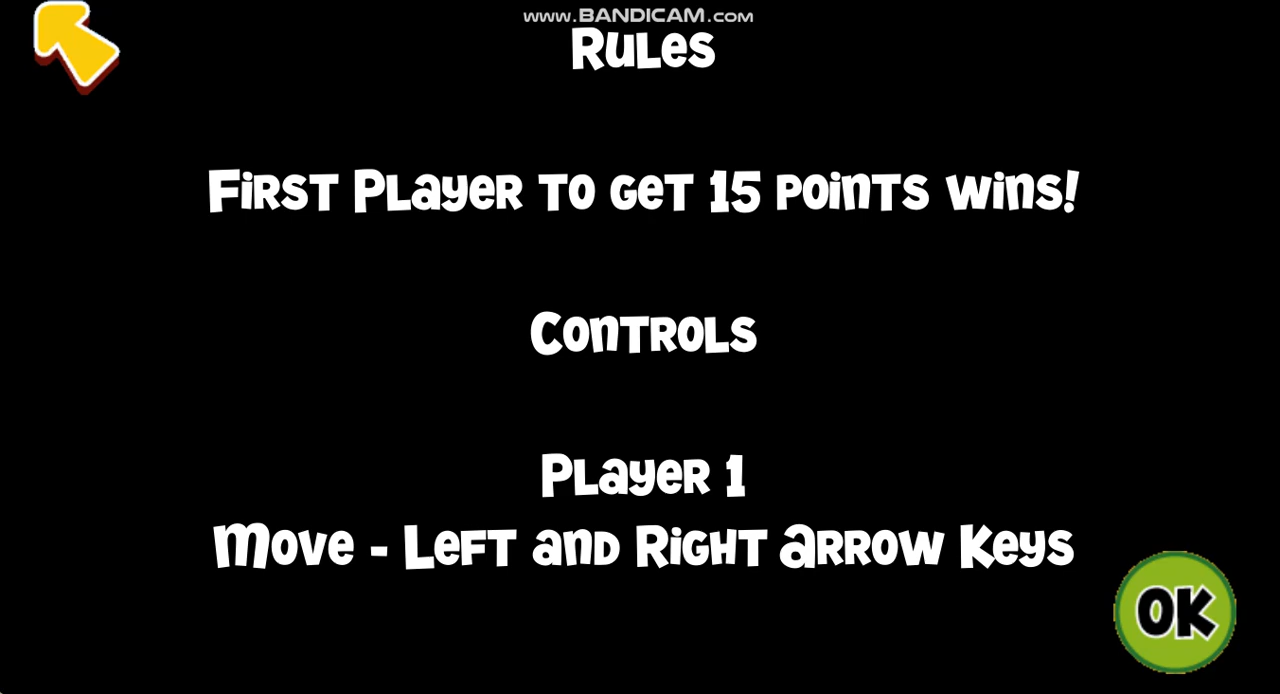 www.BANDICAM.com
Rules
First Player to get 15 points wins!
Controls
Player 1
Move - Left and Right Arrow Keys
OK